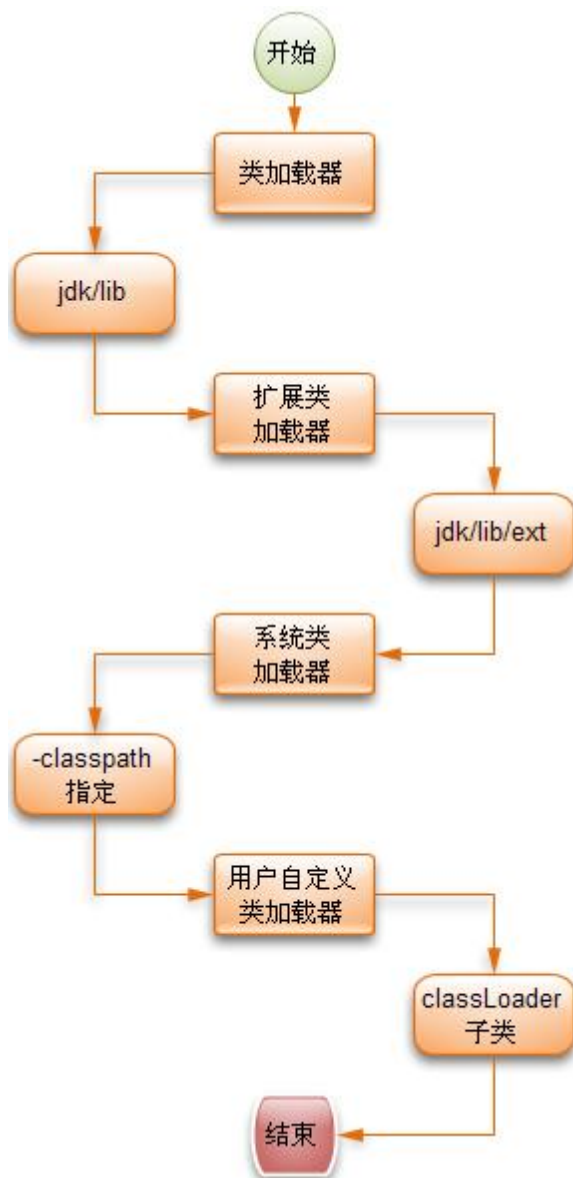 开始
类加载器
jdk/lib
扩展类
加载器
jdk/lib/ext
系统类
加载器
-classpath
指定
用户自定义
类加载器
classLoader
子类
结束